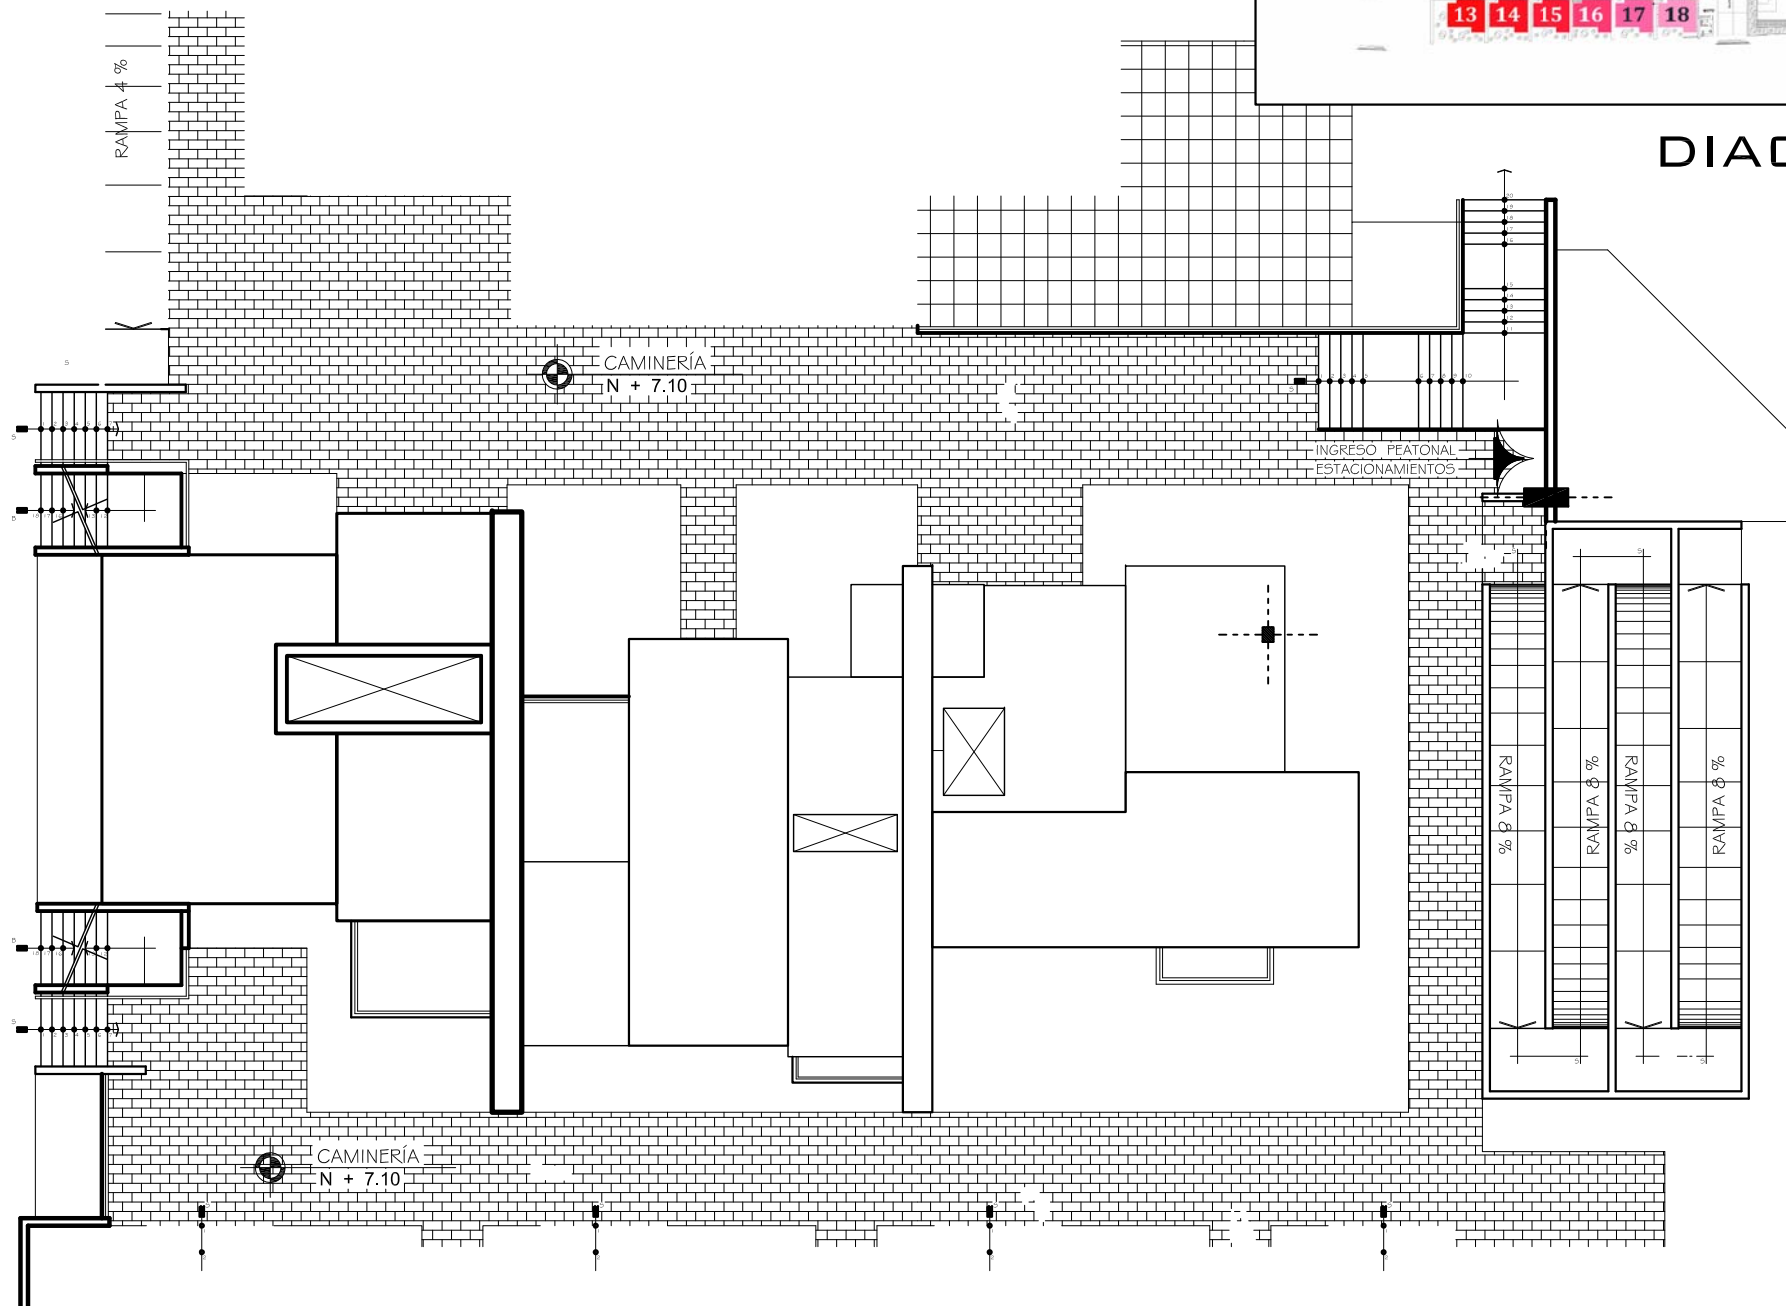 13 14 15 16 17 18
DIAG
RAMPA 4 %
CAMINERÍA
N + 7.10
INGRESO PEATONAL
ESTACIONAMIENTOS
RAMPA 8 %
RAMPA 8 %
RAMPA 8 %
RAMPA 8 %
CAMINERÍA
N + 7.10